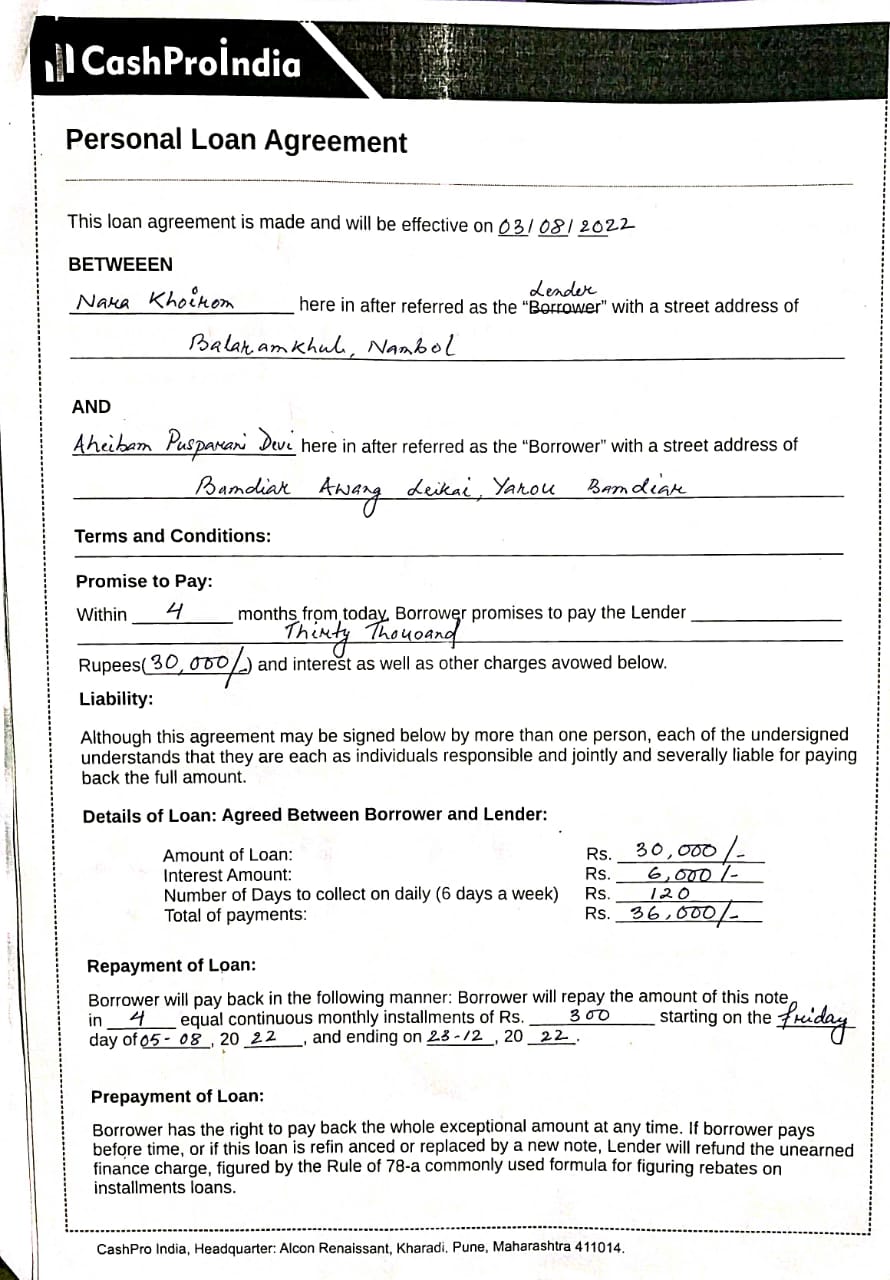 CashProIndia
Personal Loan Agreement
This loan agreement is made and will be effective on 03/08/2022
BETWEEEN
Lender
Nara Khoirom here in after referred as the “Borrower” with a street address of
Balaramkhul, Nambol
AND
Aheibam Pusparani Devi here in after referred as the “Borrower” with a street address of
Bamdiar Awang Leikai, Yarou Bamdiar
Terms and Conditions:
Promise to Pay:
Within 4 months from today, Borrower promises to pay the Lender
Thirty Thousand
Rupees(30,000/-) and interest as well as other charges avowed below.
Liability:
Although this agreement may be signed below by more than one person, each of the undersigned
understands that they are each as individuals responsible and jointly and severally liable for paying
back the full amount.
Details of Loan: Agreed Between Borrower and Lender:
Amount of Loan: Rs. 30,000/-
Interest Amount: Rs. 6,000/-
Number of Days to collect on daily (6 days a week) Rs. 120
Total of payments: Rs. 36,000/-
Repayment of Loan:
Borrower will pay back in the following manner: Borrower will repay the amount of this note
in 4 equal continuous monthly installments of Rs. 300 starting on the Friday
day of 05-08, 20 22, and ending on 23-12, 20 22.
Prepayment of Loan:
Borrower has the right to pay back the whole exceptional amount at any time. If borrower pays
before time, or if this loan is refin anced or replaced by a new note, Lender will refund the unearned
finance charge, figured by the Rule of 78-a commonly used formula for figuring rebates on
installments loans.
CashPro India, Headquarter: Alcon Renaissant, Kharadi, Pune, Maharashtra 411014.